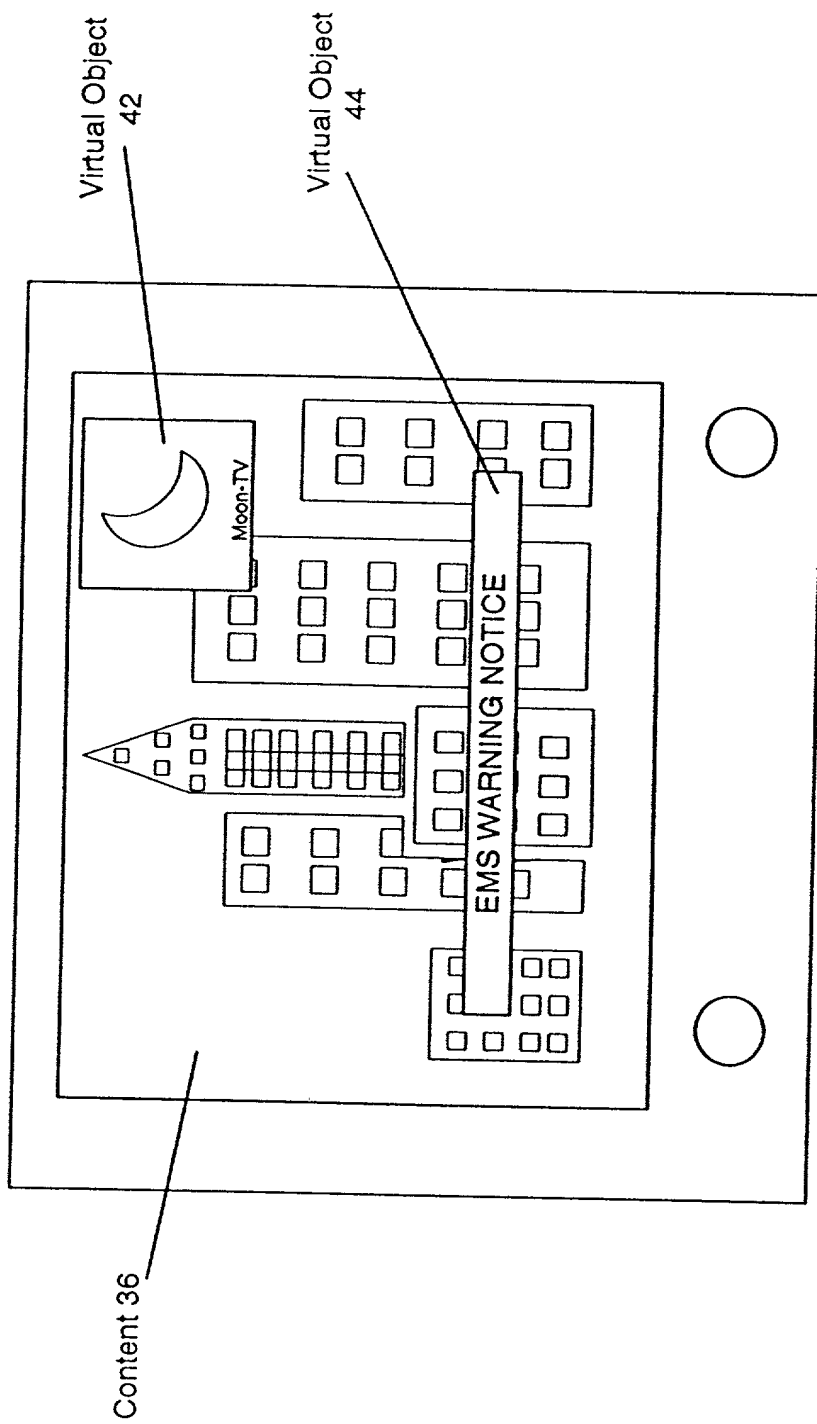 Virtual Object
42
Virtual Object
44
Moon-TV
EMS WARNING NOTICE
Content 36